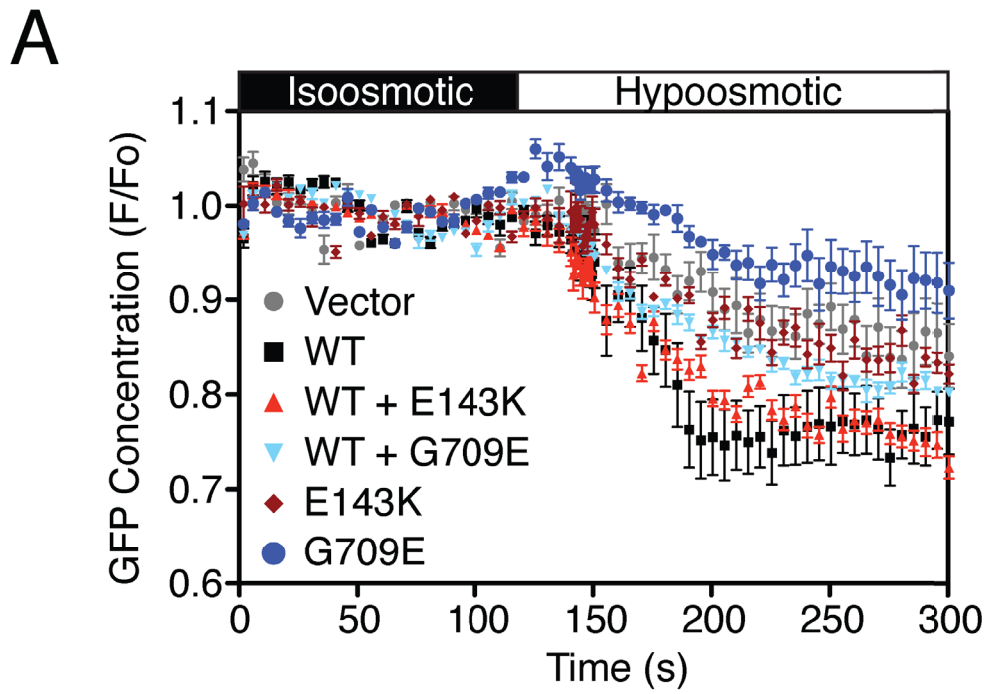 A
Isoosmotic Hypoosmotic
1.1
1.0
0.9
0.8
0.7
0.6
GFP Concentration (F/Fo)
Vector
WT
WT + E143K
WT + G709E
E143K
G709E
0 50 100 150 200 250 300
Time (s)